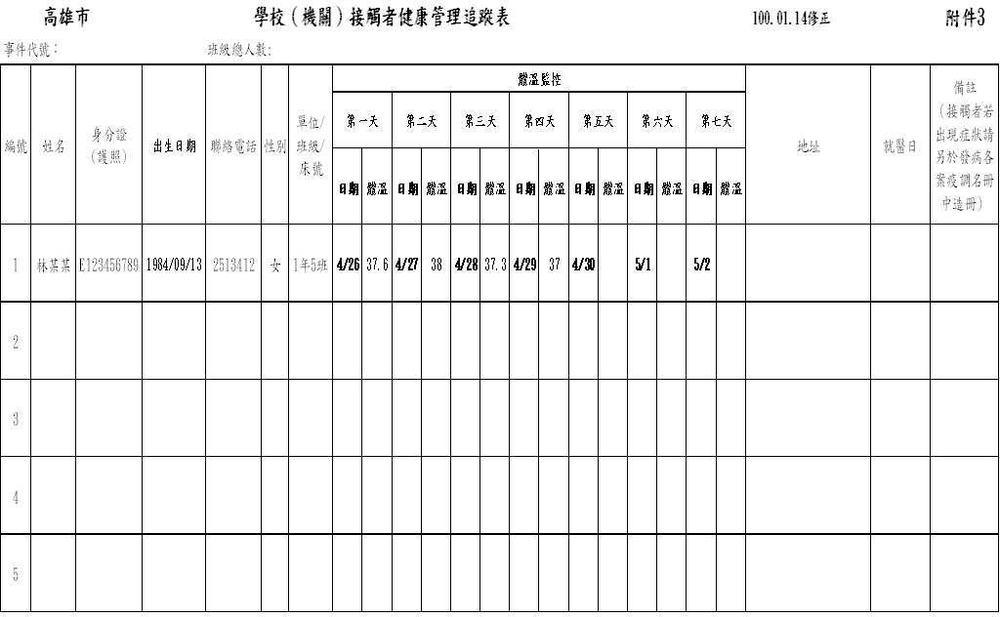 高雄市 學校（機關）接觸者健康管理追蹤表 100.01.14修正 附件3
事件代號： 班級總人數:
編號 姓名 身分證（護照） 出生日期 聯絡電話 性別 單位/班級/床號 體溫監控 地址 就醫日 備註（接觸者若出現症狀請另於發病各案疫調名冊中造冊）
第一天 第二天 第三天 第四天 第五天 第六天 第七天
日期 體溫 日期 體溫 日期 體溫 日期 體溫 日期 體溫 日期 體溫 日期 體溫
1 林某某 E123456789 1984/09/13 2513412 女 1年5班 4/26 37.6 4/27 38 4/28 37.3 4/29 37 4/30 5/1 5/2
2
3
4
5